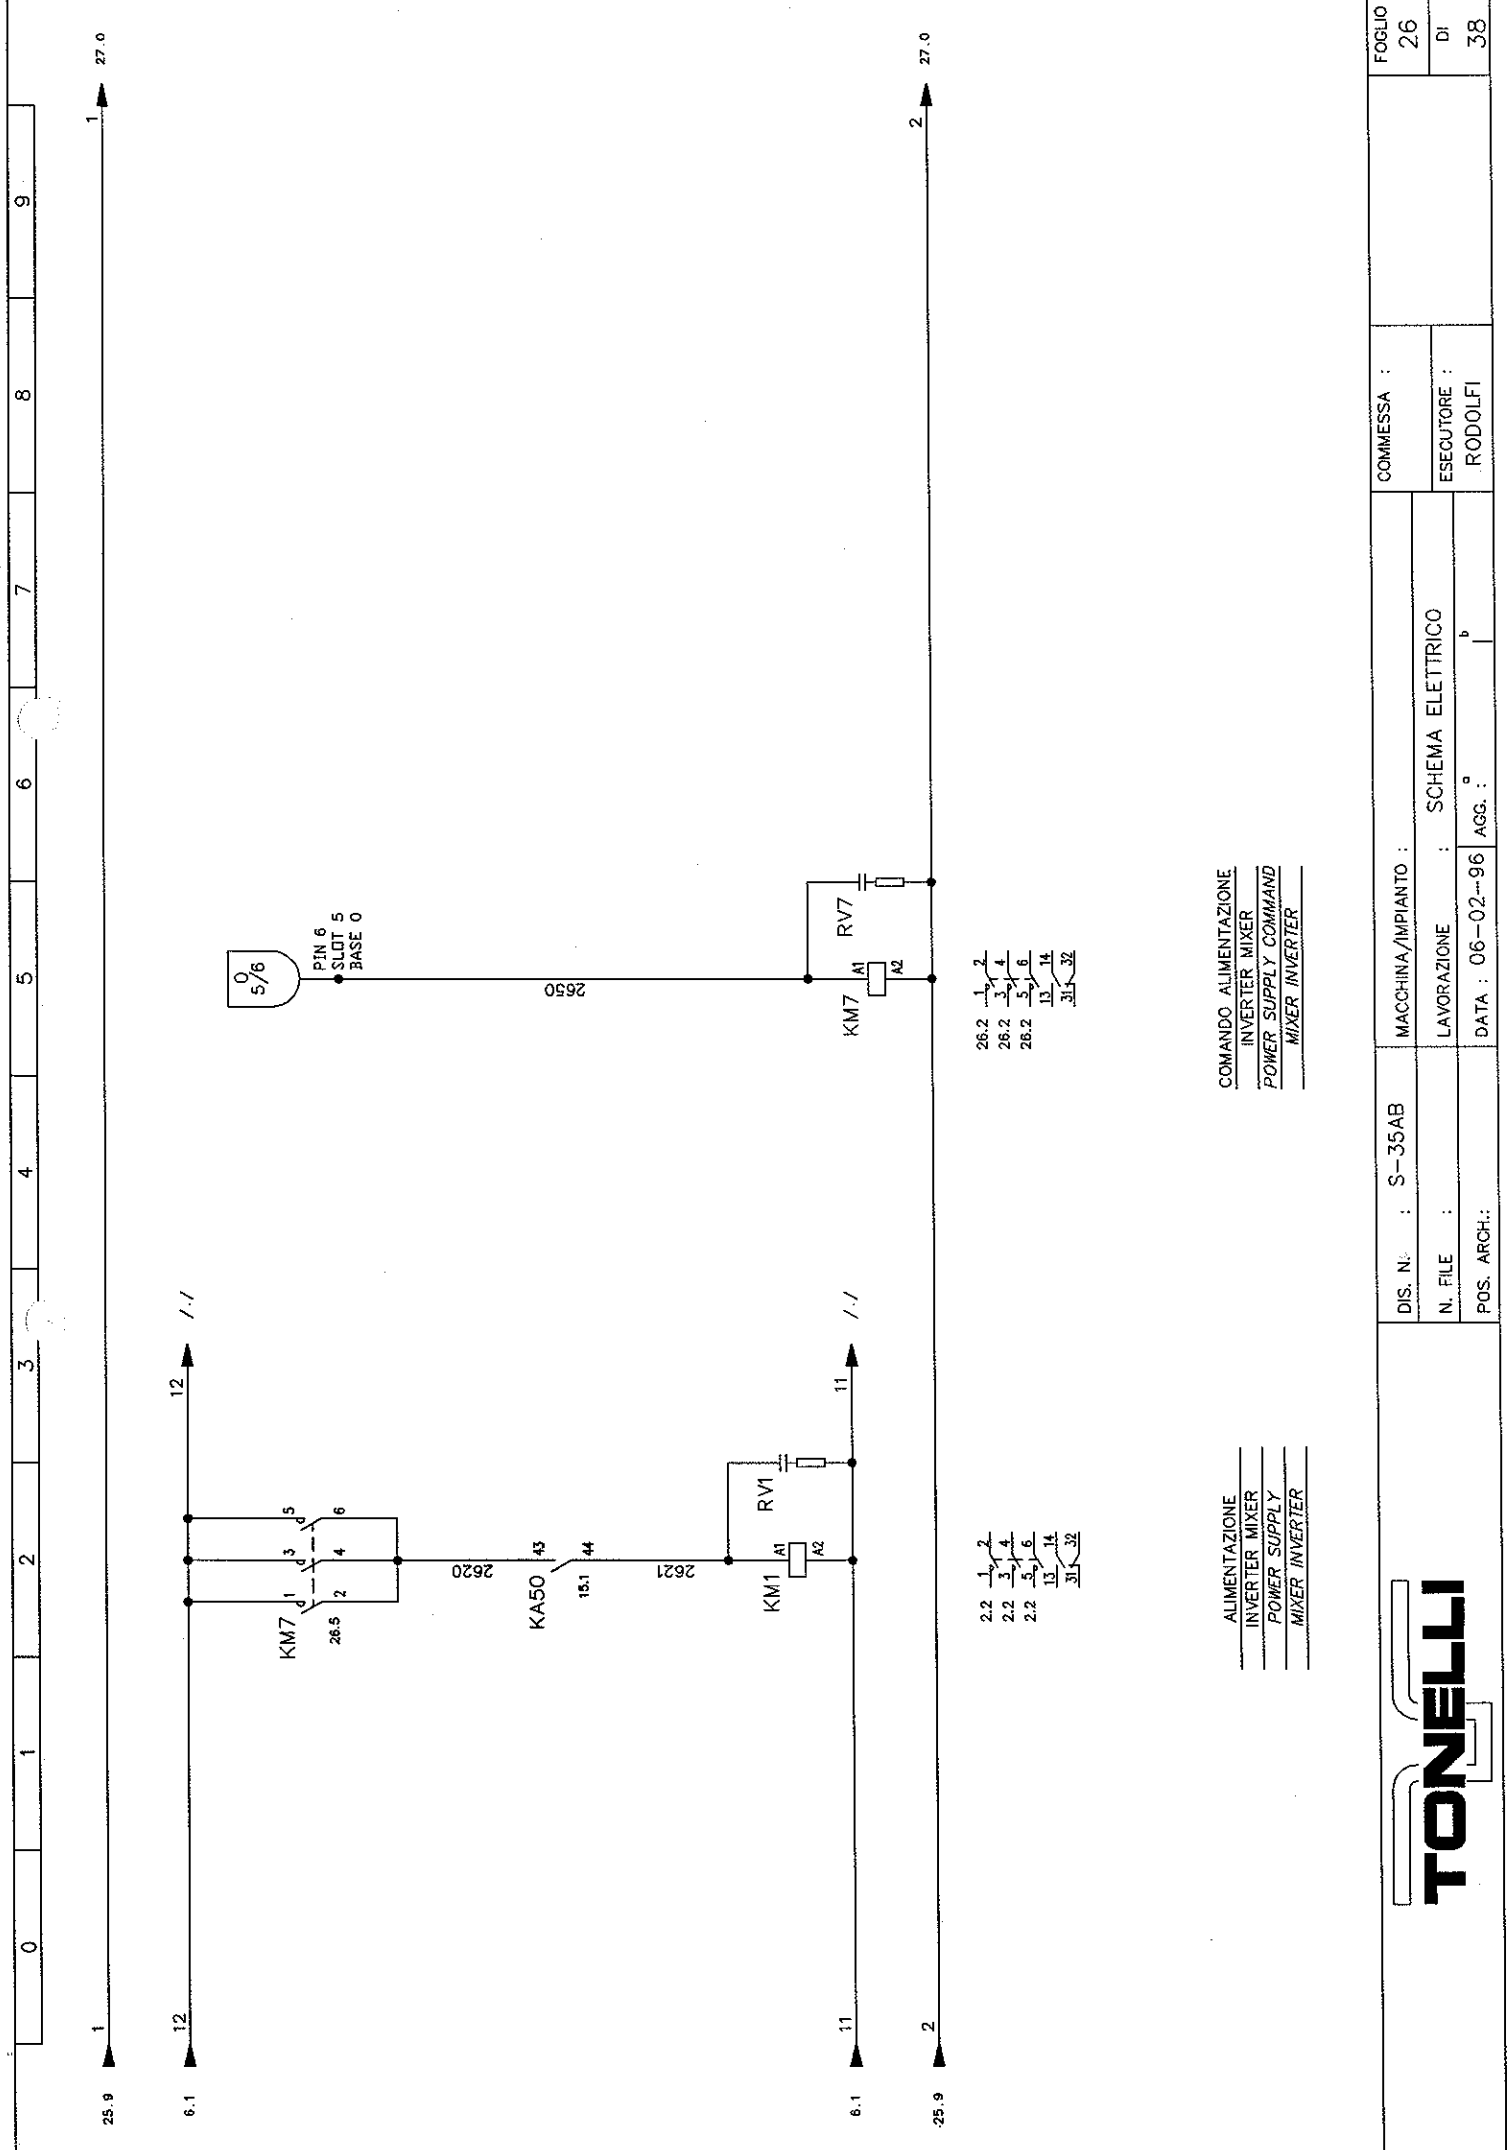 0 1 2 3 4 5 6 7 8 9
25.9 1 1 27.0
6.1 12 12 /./
KM7 1 3 5
26.5 2 4 6
2620
KA50 43
15.1 44
2621
KM1 A1 RV1
A2
6.1 11 11 /./
O
5/6
PIN 6
SLOT 5
BASE 0
2650
KM7 A1 RV7
A2
25.9 2 2 27.0
2.2 1 2
2.2 3 4
2.2 5 6
13 14
31 32
26.2 1 2
26.2 3 4
26.2 5 6
13 14
31 32
ALIMENTAZIONE
INVERTER MIXER
POWER SUPPLY
MIXER INVERTER
COMANDO ALIMENTAZIONE
INVERTER MIXER
POWER SUPPLY COMMAND
MIXER INVERTER
TONELLI
DIS. N. : S-35AB
N. FILE :
POS. ARCH.:
MACCHINA/IMPIANTO :
LAVORAZIONE : SCHEMA ELETTRICO
DATA : 06-02-96 AGG. : a b
COMMESSA :
ESECUTORE :
RODOLFI
FOGLIO
26
DI
38